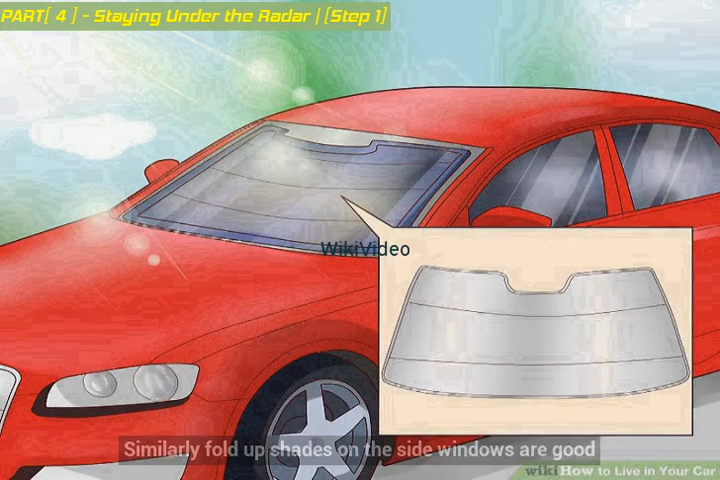 PART[ 4 ] - Staying Under the Radar | [Step 1]
WikiVideo
Similarly fold up shades on the side windows are good
wikiHow to Live in Your Car